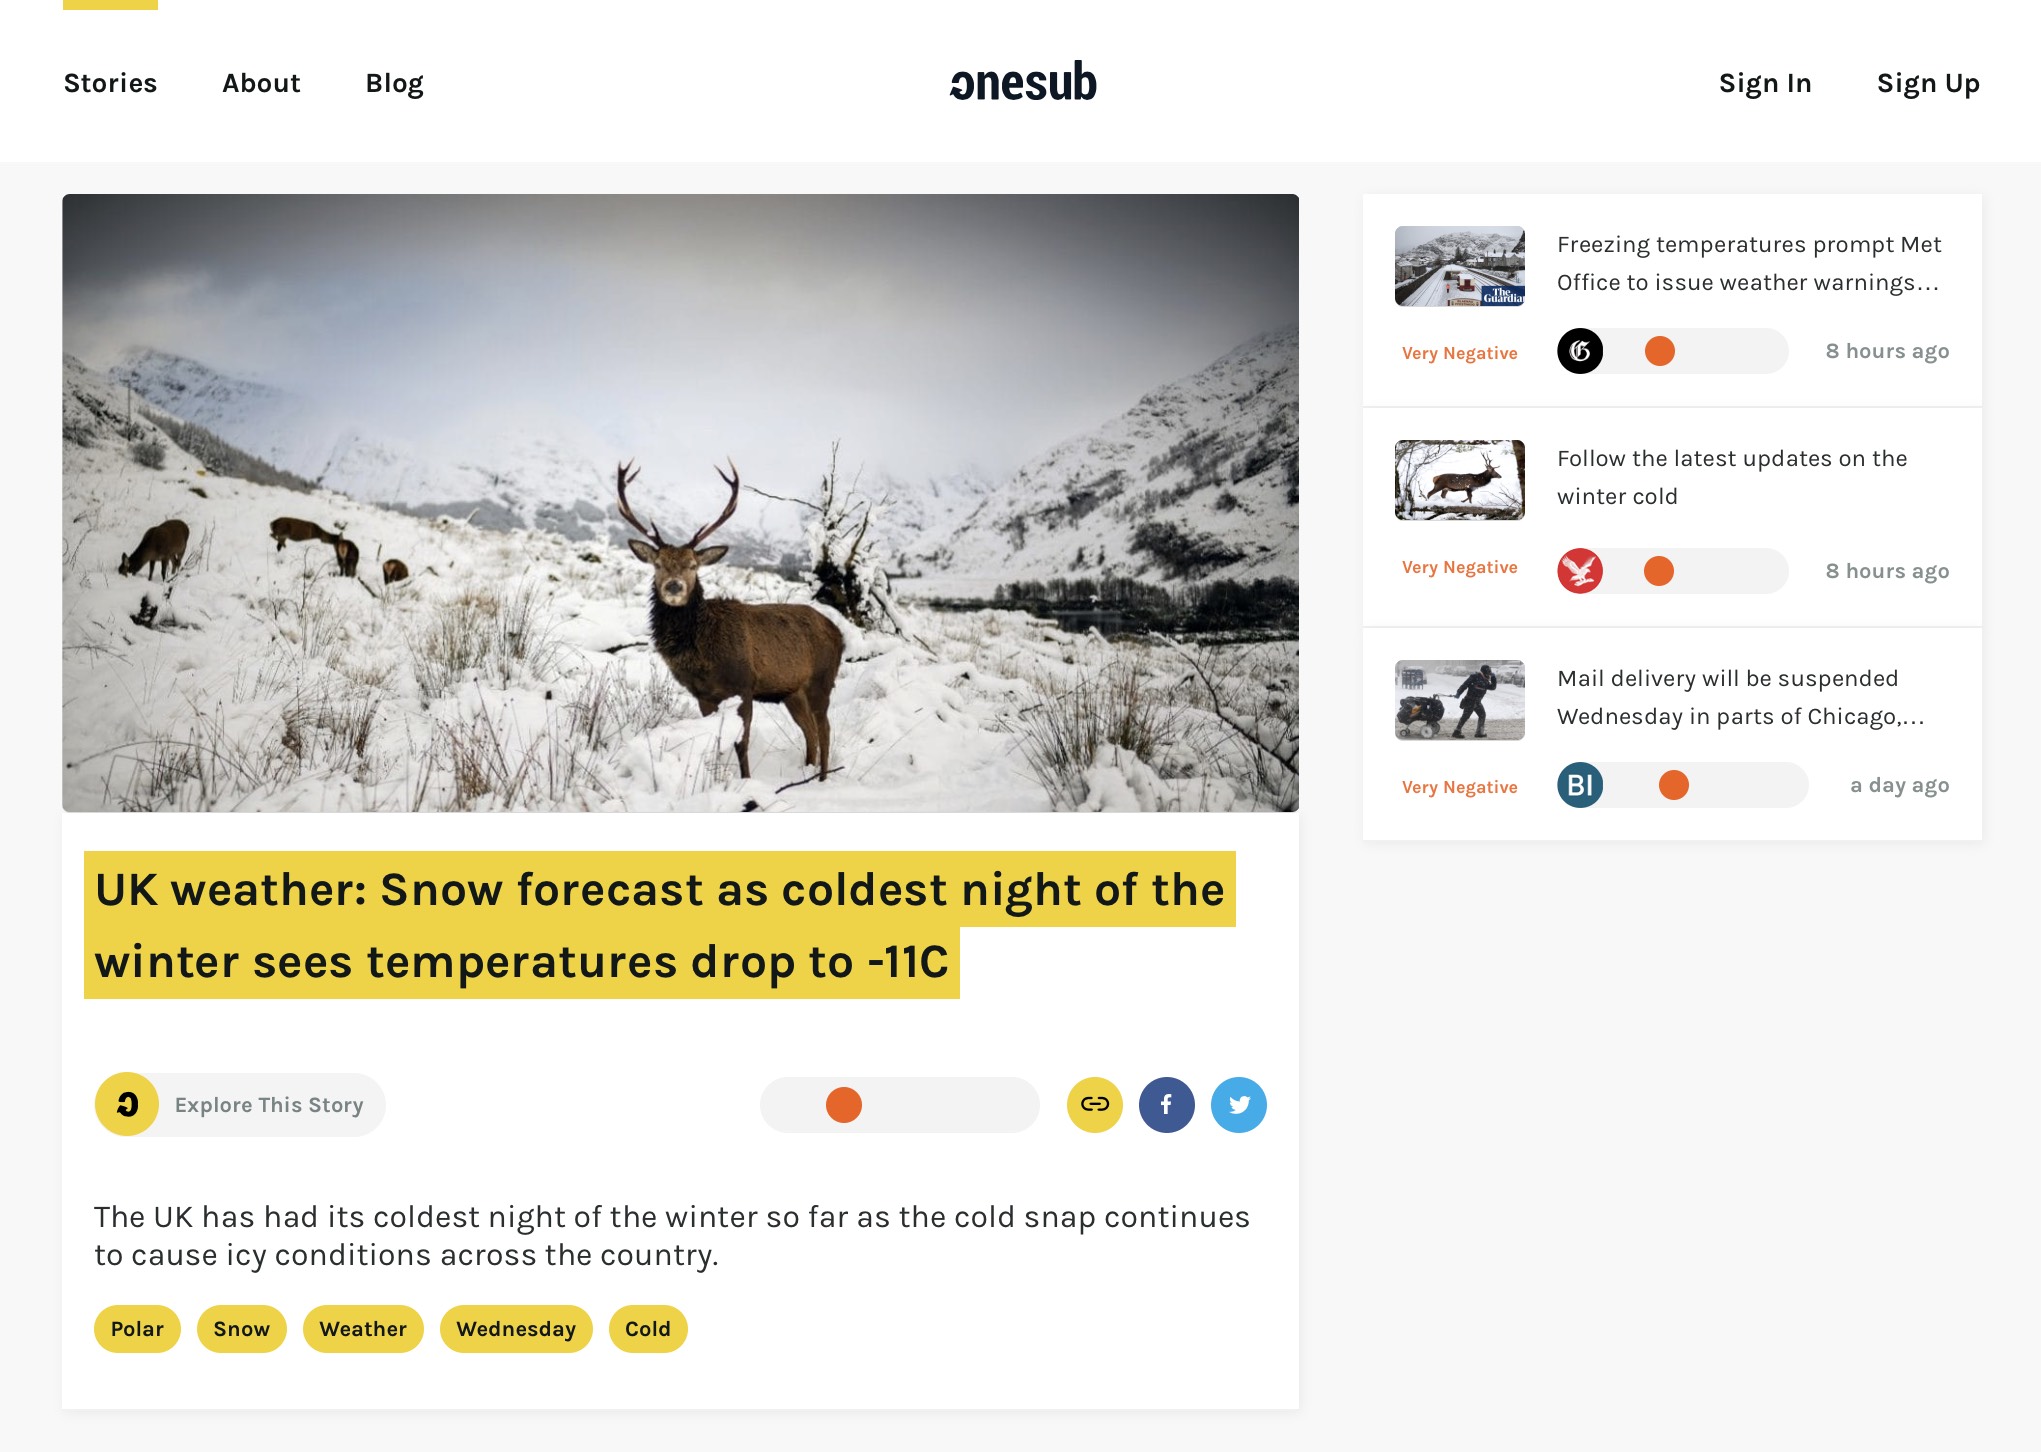 Stories
About
Blog
onesub
Sign In
Sign Up
UK weather: Snow forecast as coldest night of the
winter sees temperatures drop to -11C
Explore This Story
The UK has had its coldest night of the winter so far as the cold snap continues
to cause icy conditions across the country.
Polar
Snow
Weather
Wednesday
Cold
The
Guardian
Freezing temperatures prompt Met
Office to issue weather warnings…
Very Negative
G
8 hours ago
Follow the latest updates on the
winter cold
Very Negative
8 hours ago
Mail delivery will be suspended
Wednesday in parts of Chicago,…
Very Negative
BI
a day ago